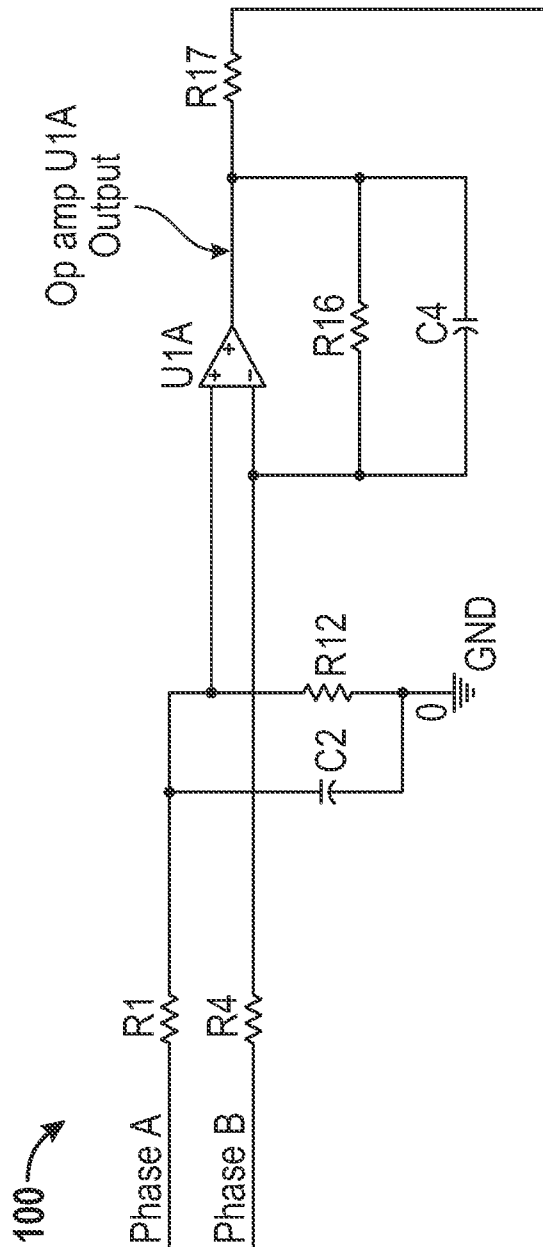 100
Phase A
Phase B
R1
R4
C2
R12
0
GND
U1A
Op amp U1A
Output
R16
C4
R17
+
−
+